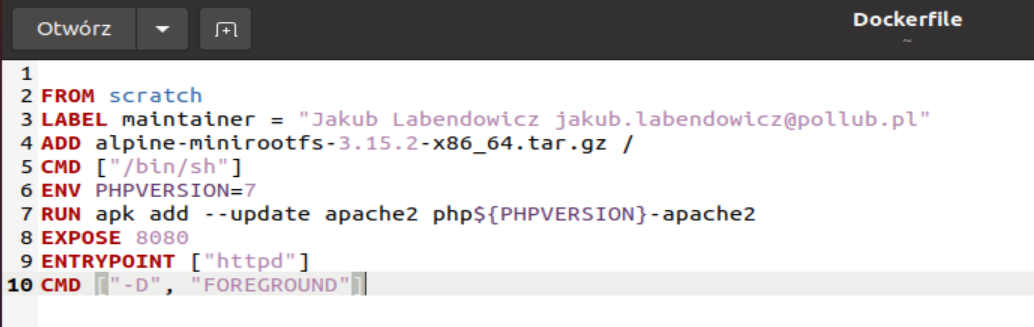 Otwórz
Dockerfile
~
1
2 FROM scratch
3 LABEL maintainer = "Jakub Labendowicz jakub.labendowicz@pollub.pl"
4 ADD alpine-minirootfs-3.15.2-x86_64.tar.gz /
5 CMD ["/bin/sh"]
6 ENV PHPVERSION=7
7 RUN apk add --update apache2 php${PHPVERSION}-apache2
8 EXPOSE 8080
9 ENTRYPOINT ["httpd"]
10 CMD ["-D", "FOREGROUND"]